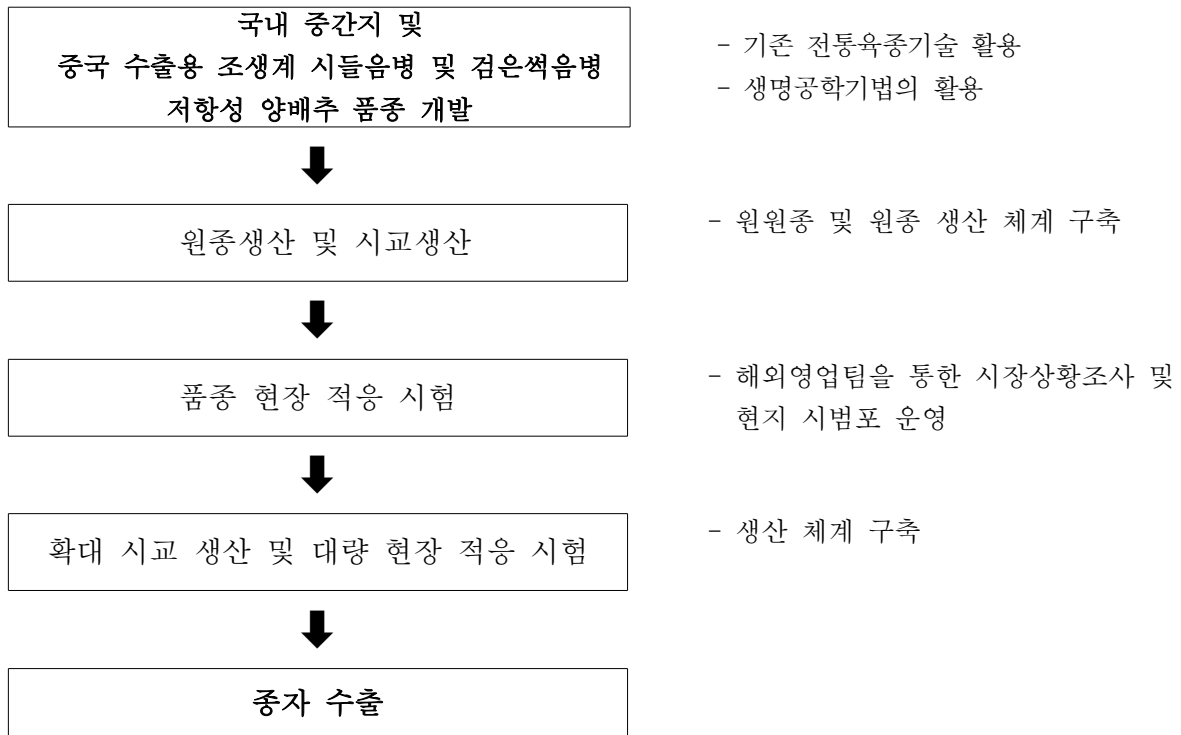 국내 중간지 및
중국 수출용 조생계 시들음병 및 검은썩음병
저항성 양배추 품종 개발
- 기존 전통육종기술 활용
- 생명공학기법의 활용
원종생산 및 시교생산
- 원원종 및 원종 생산 체계 구축
품종 현장 적응 시험
- 해외영업팀을 통한 시장상황조사 및
현지 시범포 운영
확대 시교 생산 및 대량 현장 적응 시험
- 생산 체계 구축
종자 수출